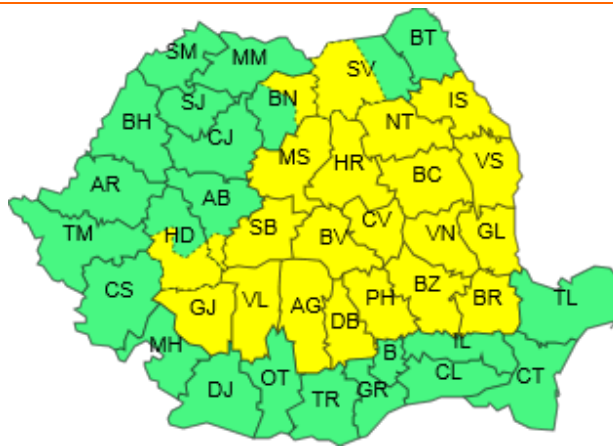 BT
SM
MM
SV
BN
SJ
IS
BH
CJ
NT
MS
HR
VS
BC
AR
AB
SB
CV
TM
HD
BV
VN
GL
CS
BZ
PH
TL
GJ
VL
AG
BR
DB
MH
B
IL
OT
CT
DJ
CL
GR
TR